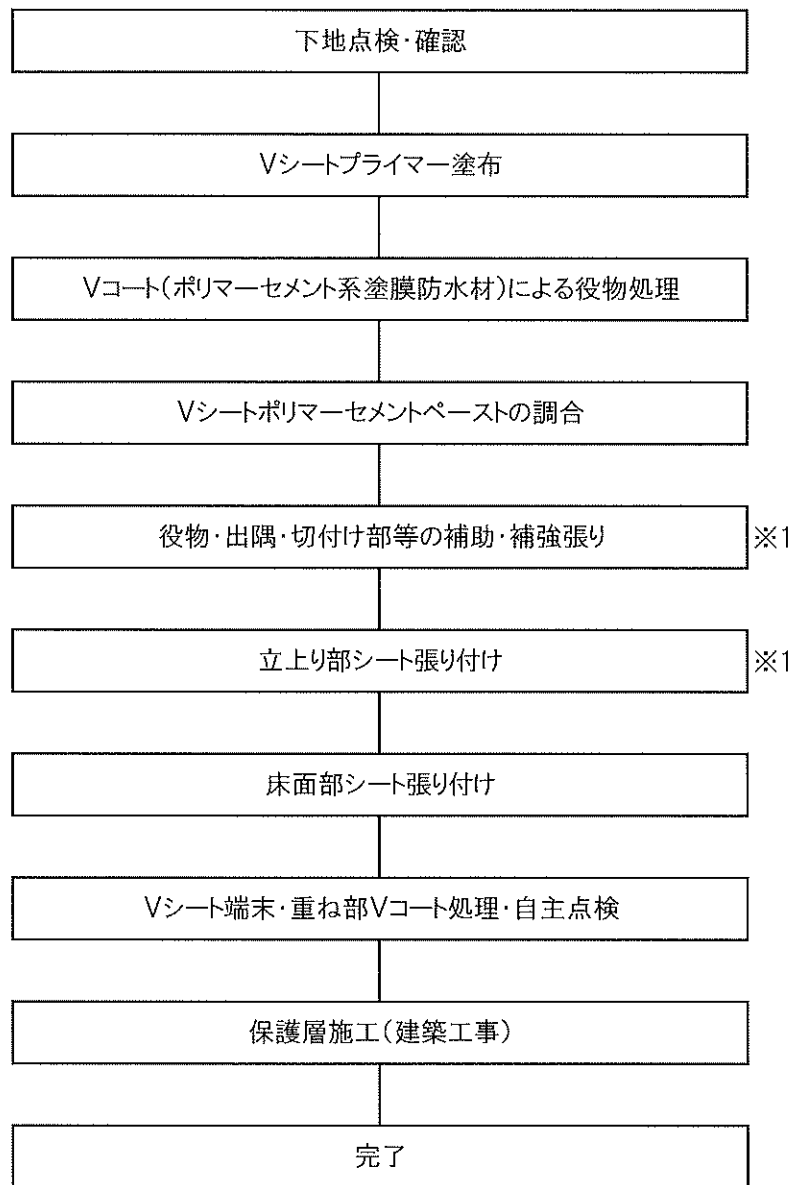 下地点検・確認
Vシートプライマー塗布
Vコート(ポリマーセメント系塗膜防水材)による役物処理
Vシートポリマーセメントペーストの調合
役物・出隅・切付け部等の補助・補強張り ※1
立上り部シート張り付け ※1
床面部シート張り付け
Vシート端末・重ね部Vコート処理・自主点検
保護層施工(建築工事)
完了